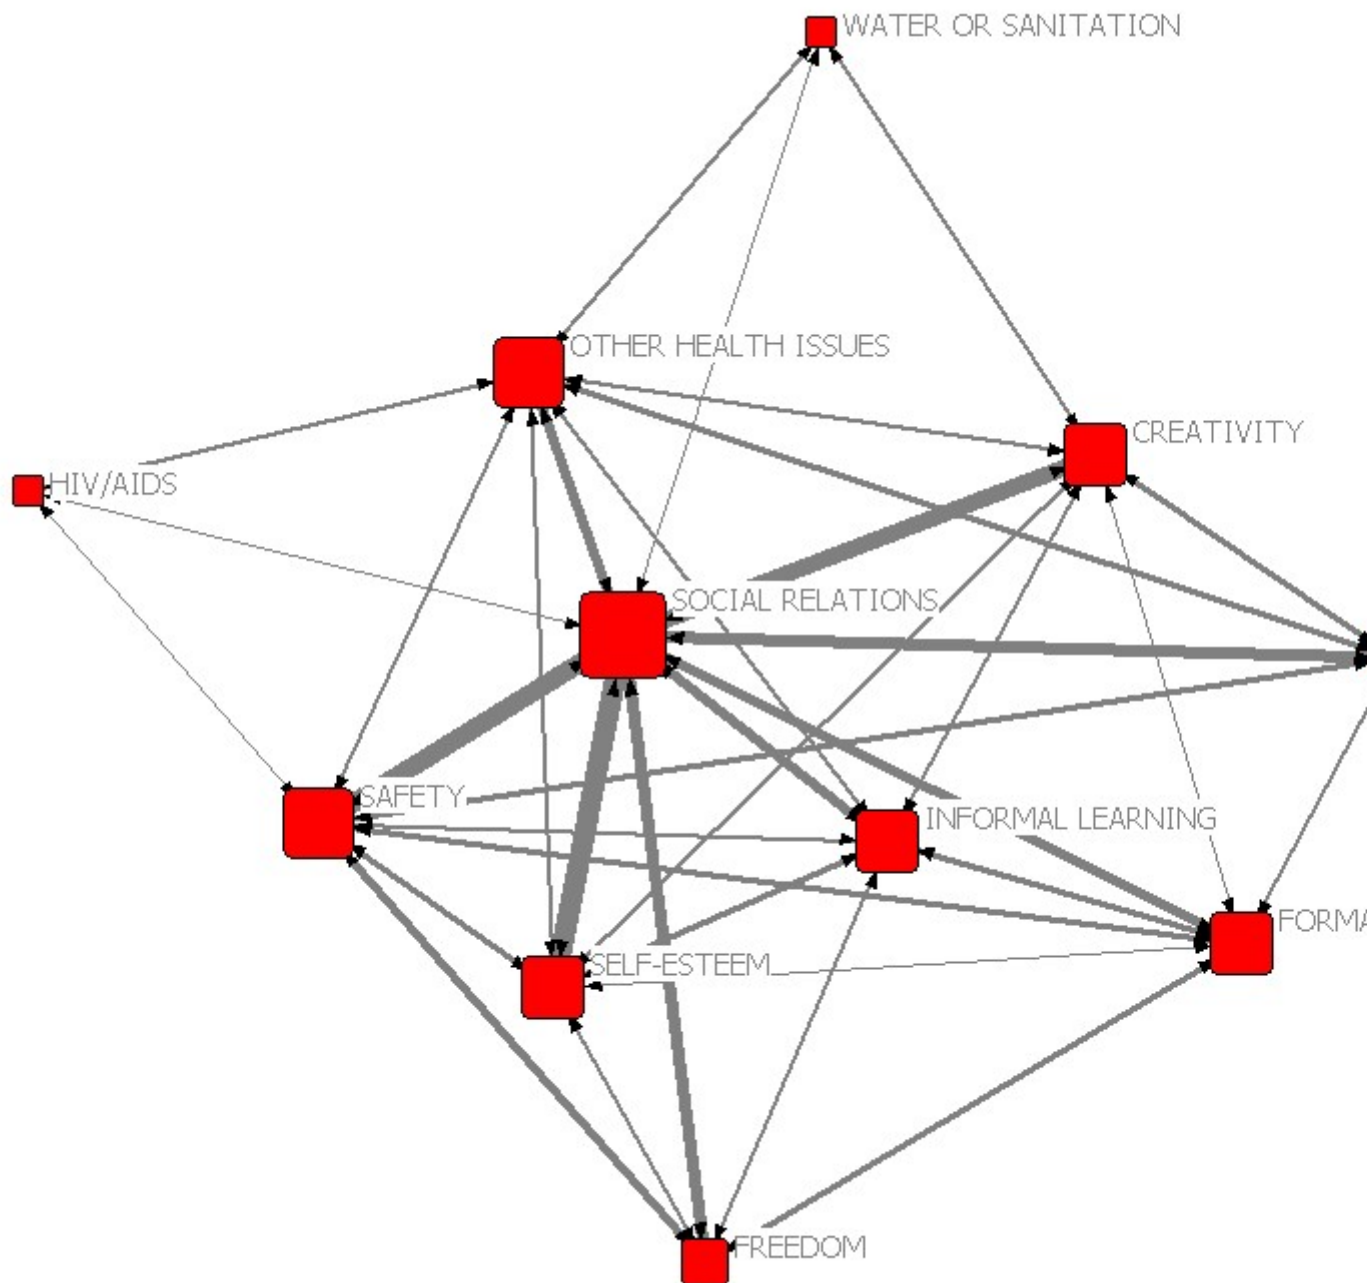 WATER OR SANITATION
OTHER HEALTH ISSUES
CREATIVITY
HIV/AIDS
SOCIAL RELATIONS
SAFETY
INFORMAL LEARNING
FORMA
SELF-ESTEEM
FREEDOM